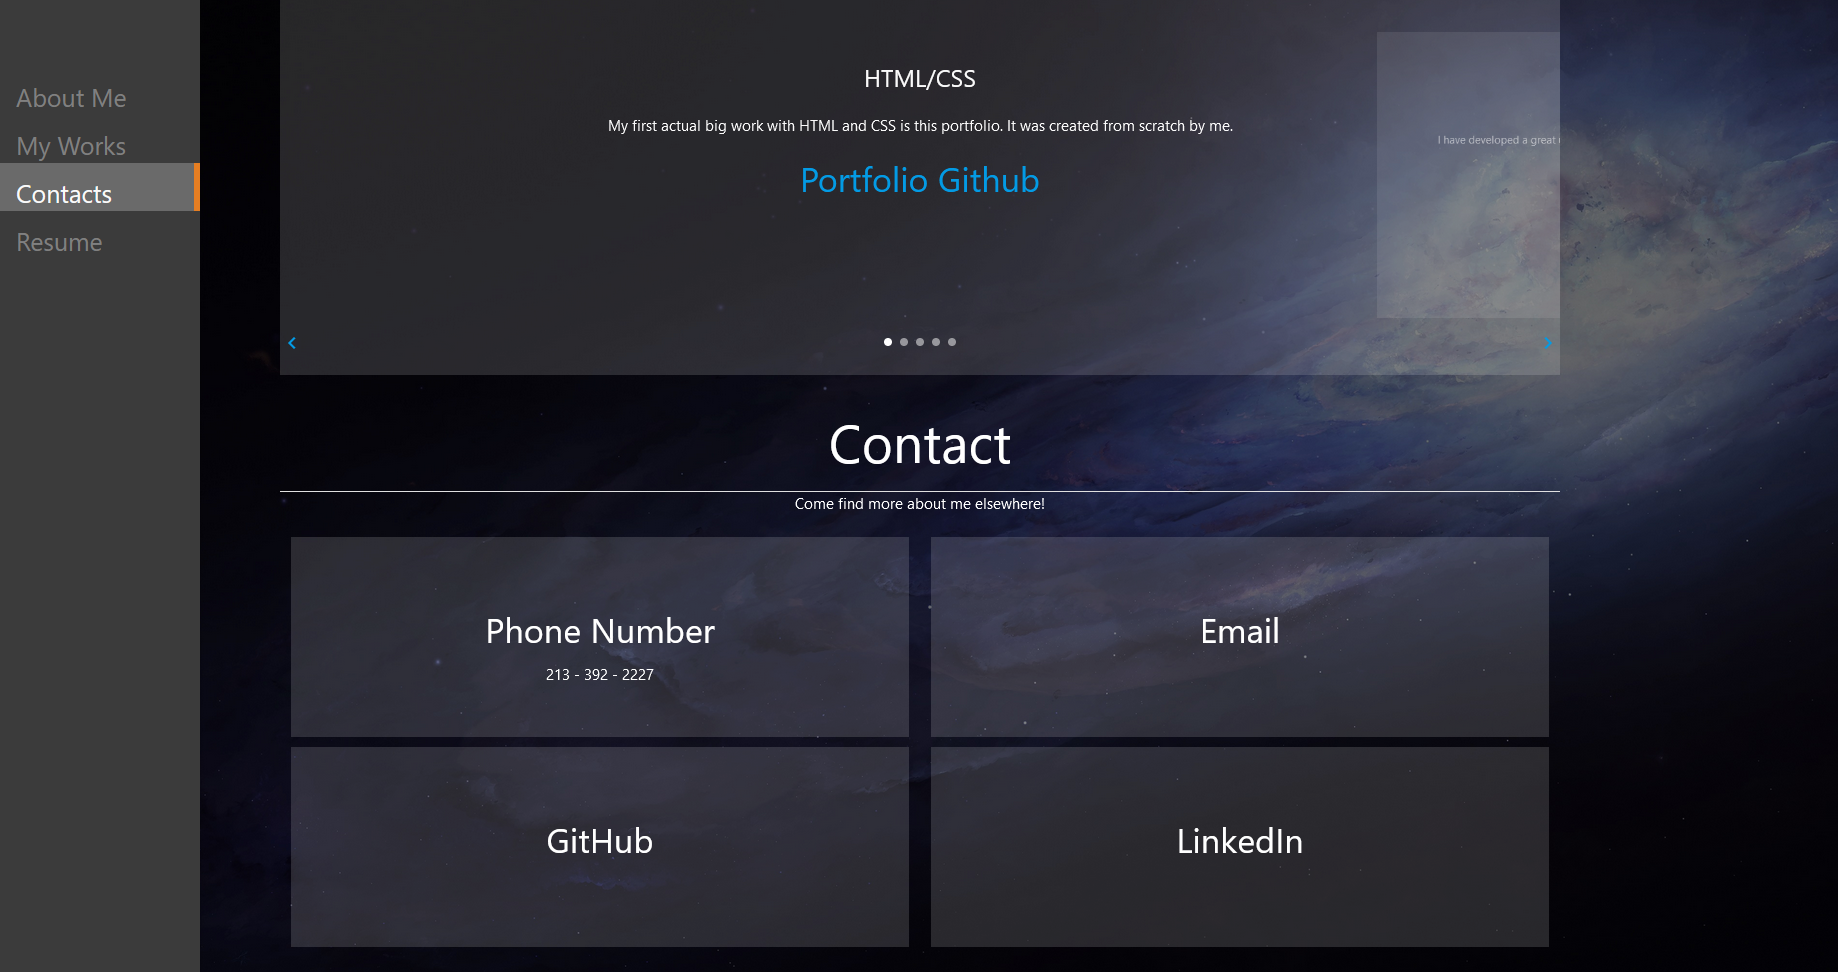 About Me
My Works
Contacts
Resume
HTML/CSS
My first actual big work with HTML and CSS is this portfolio. It was created from scratch by me.
Portfolio Github
I have developed a great
Contact
Come find more about me elsewhere!
Phone Number
213 - 392 - 2227
Email
GitHub
LinkedIn